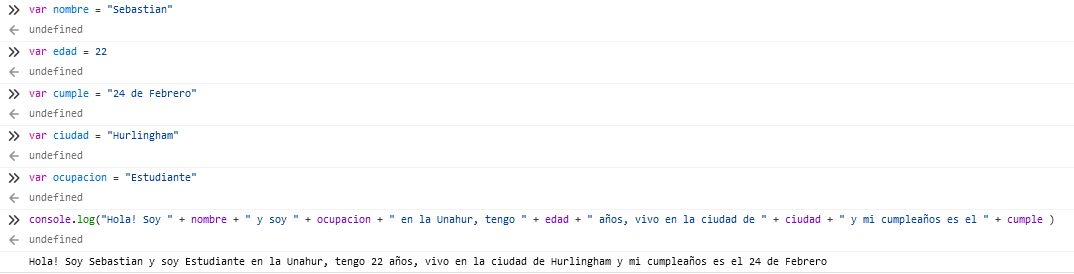 var nombre = "Sebastian"
undefined
var edad = 22
undefined
var cumple = "24 de Febrero"
undefined
var ciudad = "Hurlingham"
undefined
var ocupacion = "Estudiante"
undefined
console.log("Hola! Soy " + nombre + " y soy " + ocupacion + " en la Unahur, tengo " + edad + " años, vivo en la ciudad de " + ciudad + " y mi cumpleaños es el " + cumple )
undefined
Hola! Soy Sebastian y soy Estudiante en la Unahur, tengo 22 años, vivo en la ciudad de Hurlingham y mi cumpleaños es el 24 de Febrero